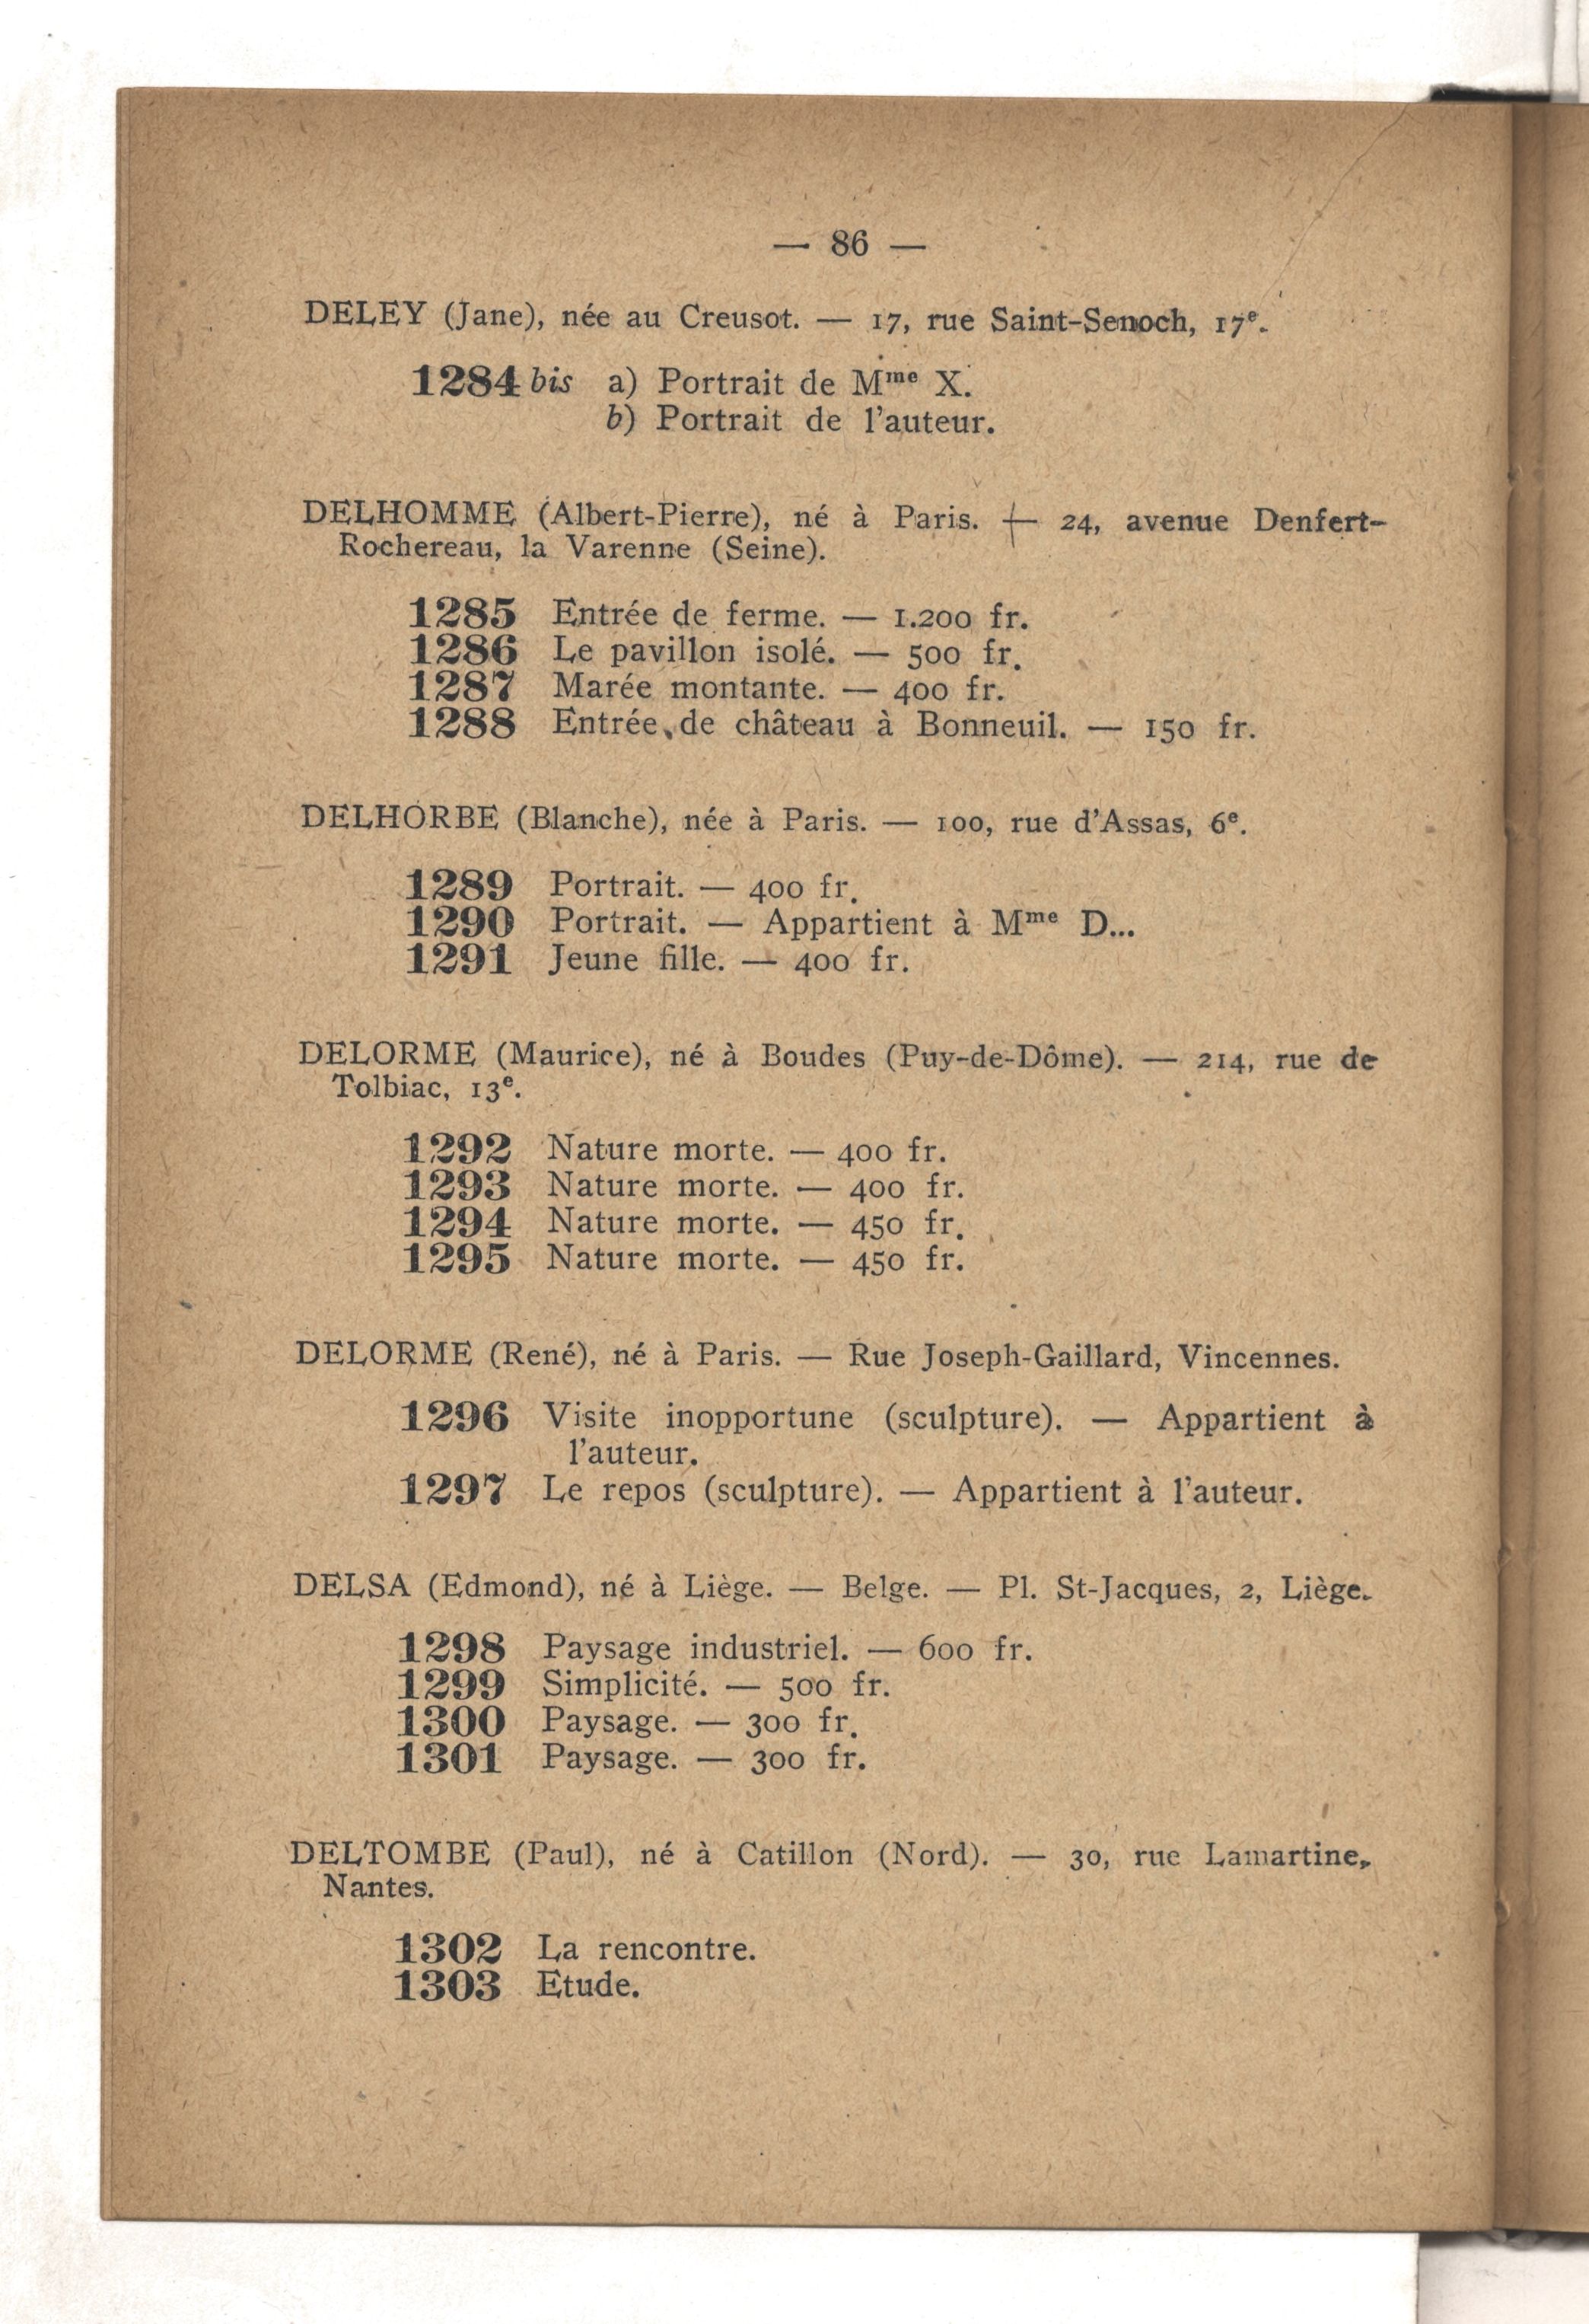 — 86 —
DELEY (Jane), née au Creusot. — 17, rue Saint-Senoch, 17e.
1284 bis a) Portrait de Mme X.
b) Portrait de l'auteur.
DELHOMME (Albert-Pierre), né à Paris. — 24, avenue Denfert-
Rochereau, la Varenne (Seine).
1285 Entrée de ferme. — 1.200 fr.
1286 Le pavillon isolé. — 500 fr.
1287 Marée montante. — 400 fr.
1288 Entrée de château à Bonneuil. — 150 fr.
DELHORBE (Blanche), née à Paris. — 100, rue d'Assas, 6e.
1289 Portrait. — 400 fr.
1290 Portrait. — Appartient à Mme D...
1291 Jeune fille. — 400 fr.
DELORME (Maurice), né à Boudes (Puy-de-Dôme). — 214, rue de
Tolbiac, 13e.
1292 Nature morte. — 400 fr.
1293 Nature morte. — 400 fr.
1294 Nature morte. — 450 fr.
1295 Nature morte. — 450 fr.
DELORME (René), né à Paris. — Rue Joseph-Gaillard, Vincennes.
1296 Visite inopportune (sculpture). — Appartient à
l'auteur.
1297 Le repos (sculpture). — Appartient à l'auteur.
DELSA (Edmond), né à Liège. — Belge. — Pl. St-Jacques, 2, Liège.
1298 Paysage industriel. — 600 fr.
1299 Simplicité. — 500 fr.
1300 Paysage. — 300 fr.
1301 Paysage. — 300 fr.
DELTOMBE (Paul), né à Catillon (Nord). — 30, rue Lamartine,
Nantes.
1302 La rencontre.
1303 Etude.